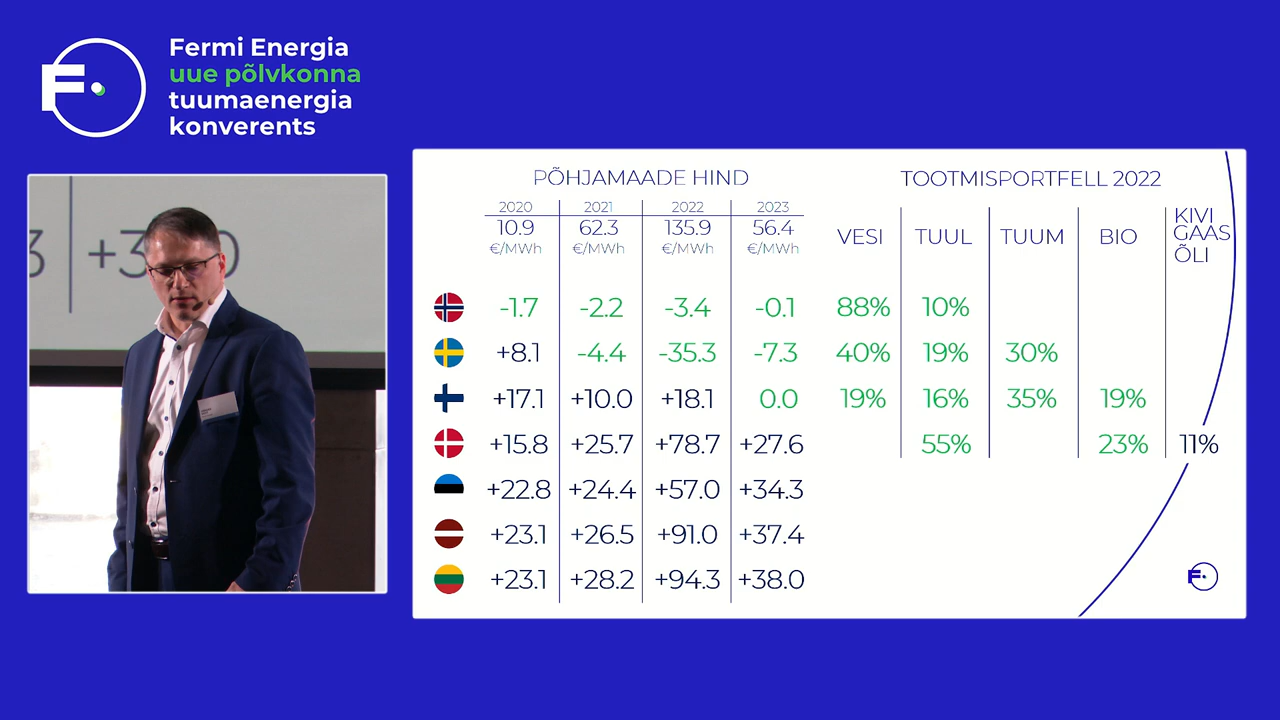 Fermi Energia
uue põlvkonna
tuumaenergia
konverents
3 +3 0
PÕHJAMAADE HIND
2020 2021 2022 2023
10.9 62.3 135.9 56.4
€/MWh €/MWh €/MWh €/MWh
-1.7 -2.2 -3.4 -0.1
+8.1 -4.4 -35.3 -7.3
+17.1 +10.0 +18.1 0.0
+15.8 +25.7 +78.7 +27.6
+22.8 +24.4 +57.0 +34.3
+23.1 +26.5 +91.0 +37.4
+23.1 +28.2 +94.3 +38.0
TOOTMISPORTFELL 2022
VESI TUUL TUUM BIO KIVI
GAAS
ÕLI
88% 10%
40% 19% 30%
19% 16% 35% 19%
55% 23% 11%
F